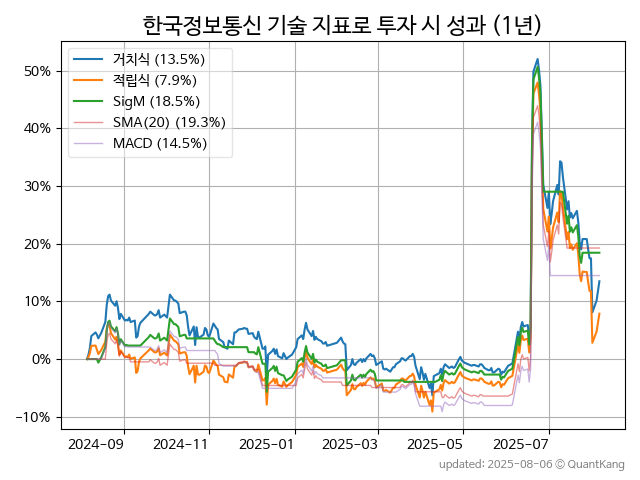 한국정보통신 기술 지표로 투자 시 성과 (1년)
거치식 (13.5%)
적립식 (7.9%)
SigM (18.5%)
SMA(20) (19.3%)
MACD (14.5%)
50%
40%
30%
20%
10%
0%
−10%
2024-09 2024-11 2025-01 2025-03 2025-05 2025-07
updated: 2025-08-06 © QuantKang